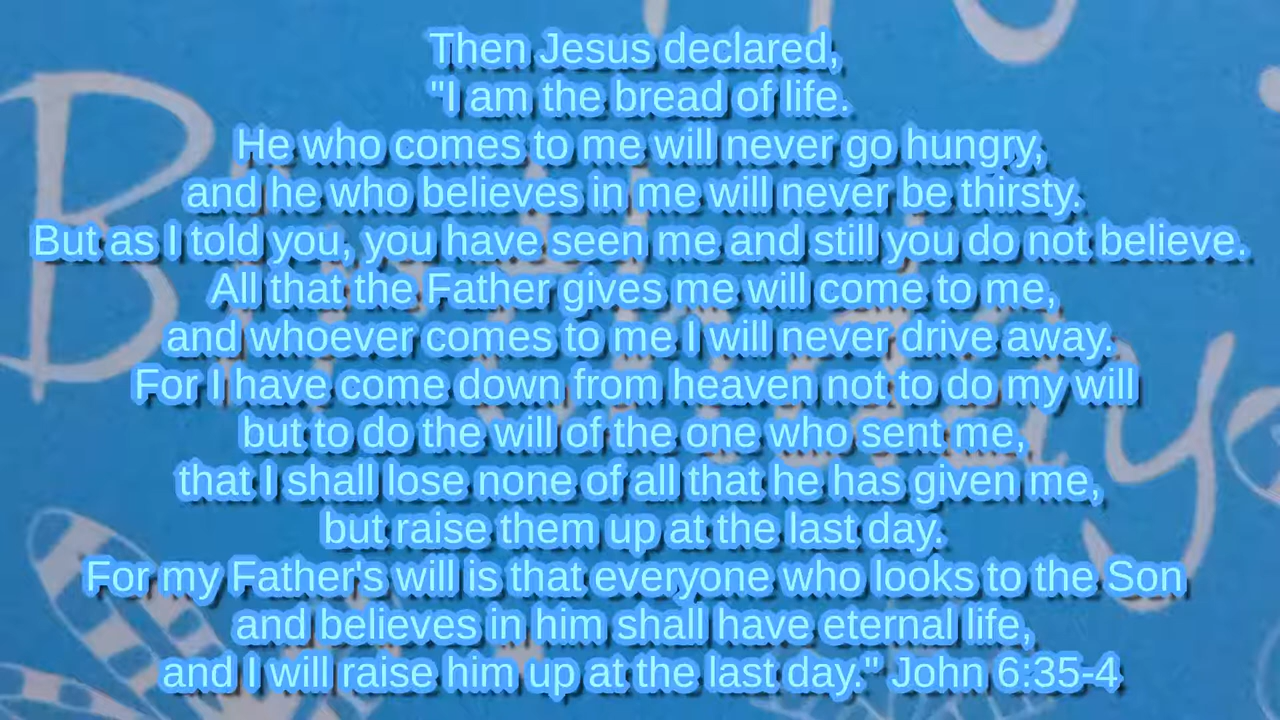 Then Jesus declared,
"I am the bread of life.
He who comes to me will never go hungry,
and he who believes in me will never be thirsty.
But as I told you, you have seen me and still you do not believe.
All that the Father gives me will come to me,
and whoever comes to me I will never drive away.
For I have come down from heaven not to do my will
but to do the will of the one who sent me,
that I shall lose none of all that he has given me,
but raise them up at the last day.
For my Father's will is that everyone who looks to the Son
and believes in him shall have eternal life,
and I will raise him up at the last day." John 6:35-4